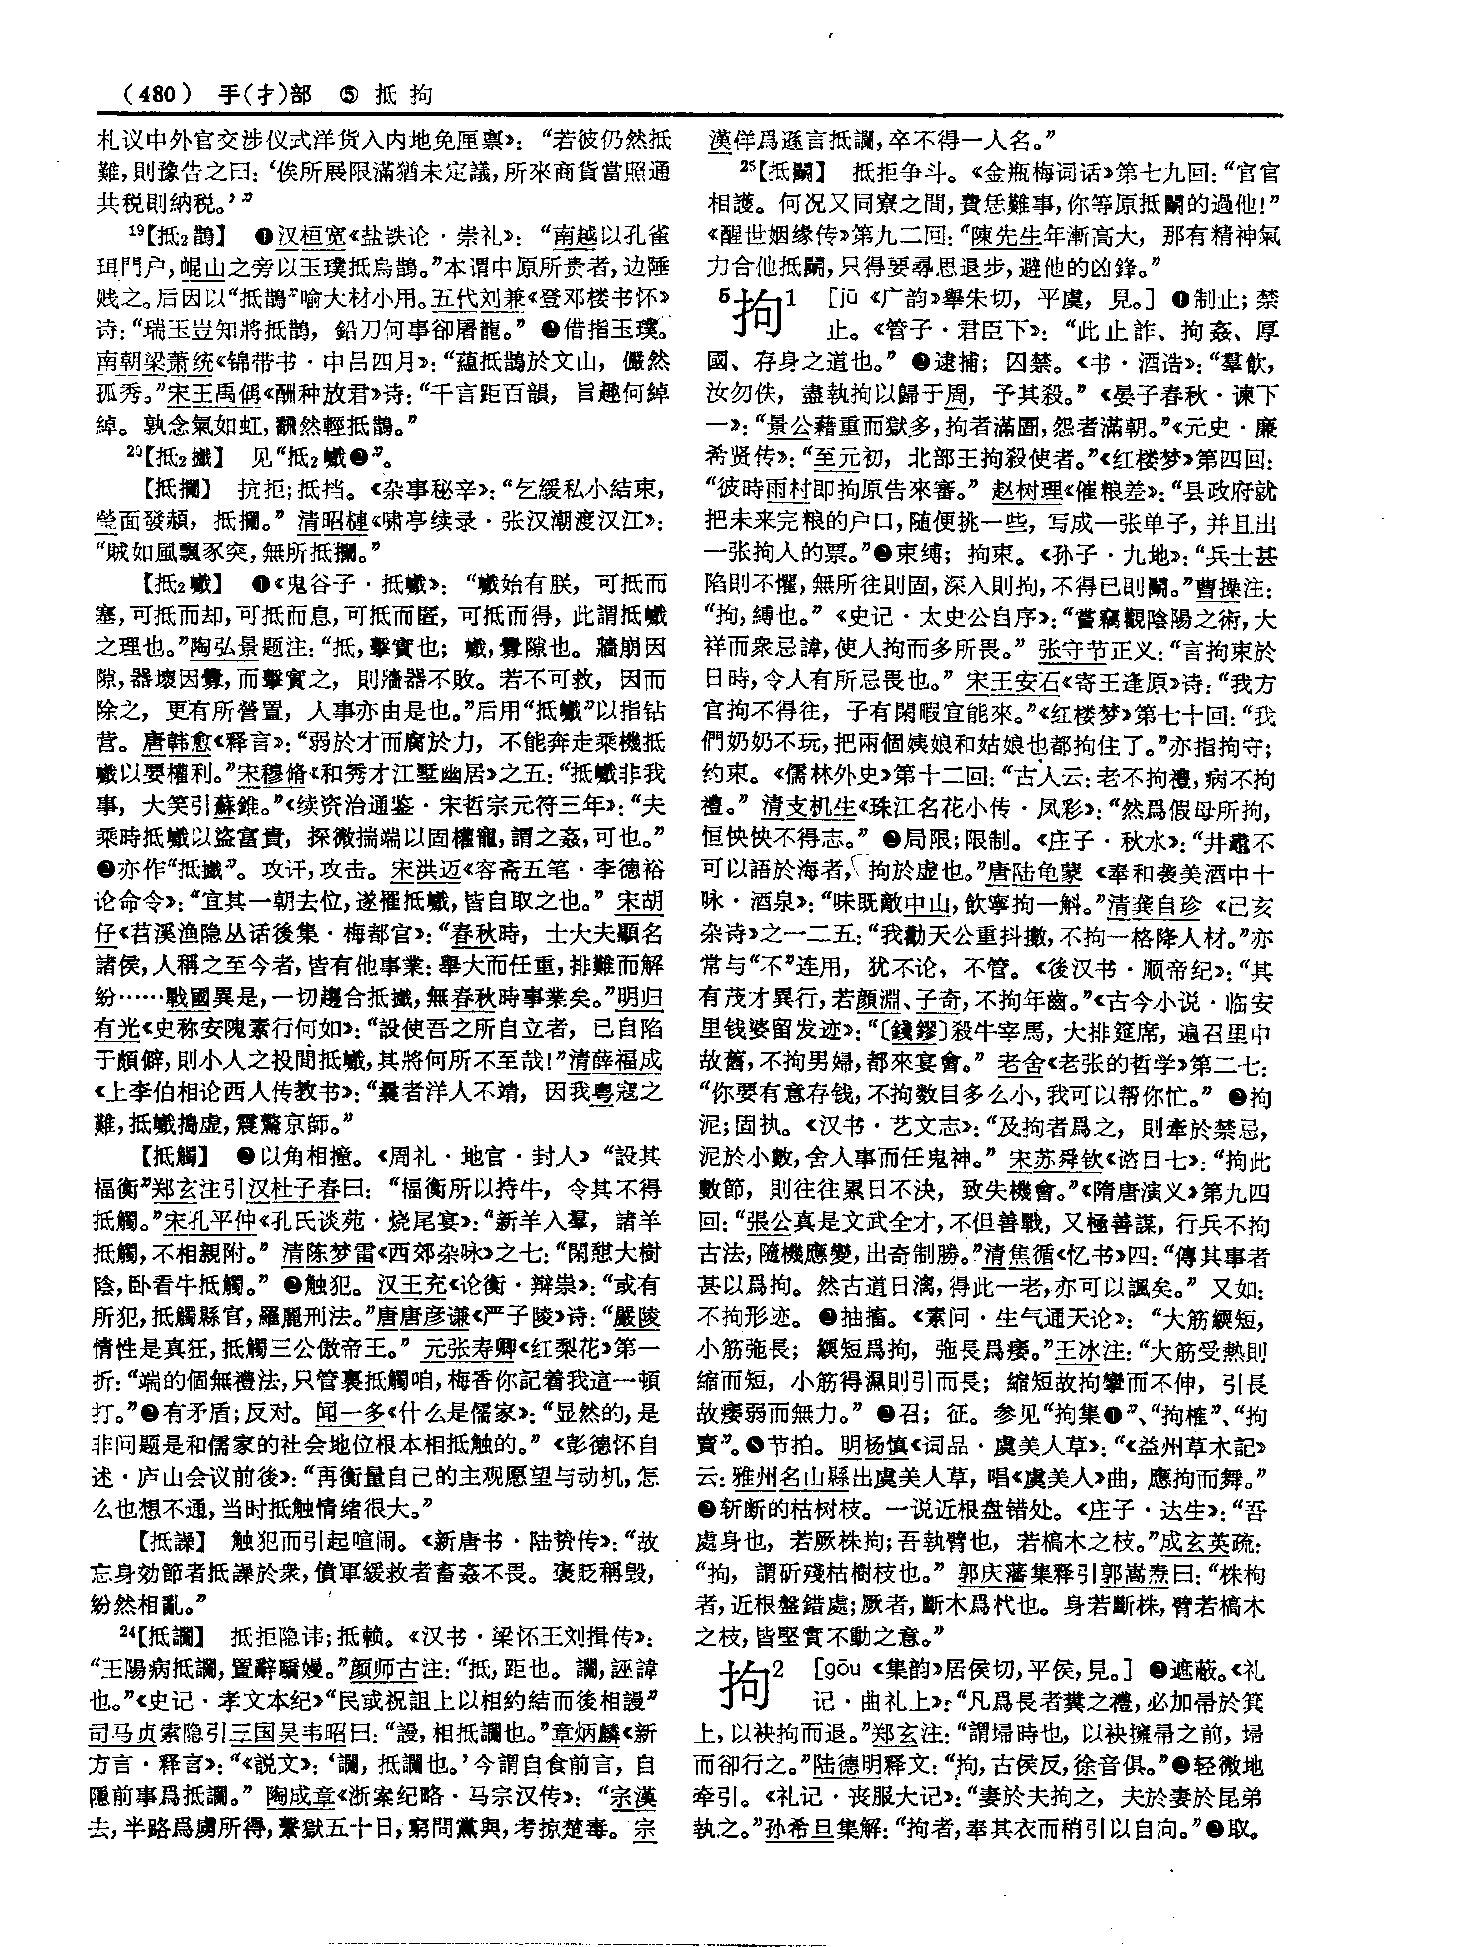 （480） 手(扌)部 ⑤ 抵 拘
札议中外官交涉仪式洋货入内地免厘禀》：“若彼仍然抵
難，則豫告之曰：‘俟所展限滿猶未定議，所來商貨當照通
共税則納税。’”
19【抵2鹊】 ❶汉桓宽《盐铁论·崇礼》：“南越以孔雀
珥門户，崐山之旁以玉璞抵烏鹊。”本谓中原所贵者，边陲
贱之。后因以“抵鹊”喻大材小用。五代刘兼《登邓楼书怀》
诗：“瑞玉豈知將抵鹊，鉛刀何事卻屠龍。” ❷借指玉璞。
南朝梁萧统《锦带书·中吕四月》：“藴抵鵲於文山，儼然
孤秀。”宋王禹偁《酬种放君》诗：“千言距百韻，旨趣何綽
綽。孰念氣如虹，翻然輕抵鵲。”
20【抵2攕】 见“抵2巇❷”。
【抵攔】 抗拒；抵挡。《杂事秘辛》：“乞緩私小結束，
瑩面發赬，抵攔。”清昭槤《啸亭续录·张汉潮渡汉江》：
“賊如風飄豕突，無所抵攔。”
【抵2巇】 ❶《鬼谷子·抵巇》：“巇始有朕，可抵而
塞，可抵而却，可抵而息，可抵而匿，可抵而得，此謂抵巇
之理也。”陶弘景题注：“抵，擊實也；巇，釁隙也。牆崩因
隙，器壞因釁，而擊實之，則牆器不敗。若不可救，因而
除之，更有所營置，人事亦由是也。”后用“抵巇”以指钻
营。唐韩愈《释言》：“弱於才而腐於力，不能奔走乘機抵
巇以要權利。”宋穆脩《和秀才江墅幽居》之五：“抵巇非我
事，大笑引蘇錐。”《续资治通鉴·宋哲宗元符三年》：“夫
乘時抵巇以盜富貴，探微揣端以固權寵，謂之姦，可也。”
❷亦作“抵攕”。攻讦，攻击。宋洪迈《容斋五笔·李德裕
论命令》：“宜其一朝去位，遂罹抵巇，皆自取之也。”宋胡
仔《苕溪渔隐丛话後集·梅都官》：“春秋時，士大夫顯名
諸侯，人稱之至今者，皆有他事業：舉大而任重，排難而解
紛……戰國異是，一切趨合抵攕，無春秋時事業矣。”明归
有光《史称安隗素行何如》：“設使吾之所自立者，已自陷
于頗僻，則小人之投間抵巇，其將何所不至哉！”清薛福成
《上李伯相论西人传教书》：“曩者洋人不靖，因我粤寇之
難，抵巇搗虚，震驚京師。”
【抵觸】 ❶以角相撞。《周礼·地官·封人》“設其
福衡”郑玄注引汉杜子春曰：“福衡所以持牛，令其不得
抵觸。”宋孔平仲《孔氏谈苑·烧尾宴》：“新羊入羣，諸羊
抵觸，不相親附。”清陈梦雷《西郊杂咏》之七：“閑憇大樹
陰，卧看牛抵觸。” ❷触犯。汉王充《论衡·辩祟》：“或有
所犯，抵觸縣官，羅麗刑法。”唐唐彦谦《严子陵》诗：“嚴陵
情性是真狂，抵觸三公傲帝王。”元张寿卿《红梨花》第一
折：“端的個無禮法，只管裏抵觸咱，梅香你記着我這一頓
打。”❸有矛盾；反对。闻一多《什么是儒家》：“显然的，是
非问题是和儒家的社会地位根本相抵触的。”《彭德怀自
述·庐山会议前後》：“再衡量自己的主观愿望与动机，怎
么也想不通，当时抵触情绪很大。”
【抵譟】 触犯而引起喧闹。《新唐书·陆贽传》：“故
忘身効節者抵譟於衆，僨軍緩救者畜姦不畏。褒貶稱毁，
紛然相亂。”
24【抵讕】 抵拒隐讳；抵赖。《汉书·梁怀王刘揖传》：
“王陽病抵讕，置辭驕嫚。”颜师古注：“抵，距也。讕，誣諱
也。”《史记·孝文本纪》“民或祝詛上以相約結而後相謾”
司马贞索隐引三国吴韦昭曰：“謾，相抵讕也。”章炳麟《新
方言·释言》：“《説文》：‘讕，抵讕也。’今謂自食前言，自
隱前事爲抵讕。”陶成章《浙案纪略·马宗汉传》：“宗漢
去，半路爲虜所得，繫獄五十日，窮問黨與，考掠楚毒。宗
漢佯爲遜言抵讕，卒不得一人名。”
25【抵鬭】 抵拒争斗。《金瓶梅词话》第七九回：“官官
相護。何况又同寮之間，費恁難事，你等原抵鬭的過他！”
《醒世姻缘传》第九二回：“陳先生年漸高大，那有精神氣
力合他抵鬭，只得要尋思退步，避他的凶鋒。”
5拘1 ［jū 《广韵》舉朱切，平虞，見。］ ❶制止；禁
止。《管子·君臣下》：“此止詐、拘姦、厚
國、存身之道也。” ❷逮捕；囚禁。《书·酒诰》：“羣飲，
汝勿佚，盡執拘以歸于周，予其殺。”《晏子春秋·谏下
一》：“景公藉重而獄多，拘者滿圄，怨者滿朝。”《元史·廉
希贤传》：“至元初，北部王拘殺使者。”《红楼梦》第四回：
“彼時雨村即拘原告來審。”赵树理《催粮差》：“县政府就
把未来完粮的户口，随便挑一些，写成一张单子，并且出
一张拘人的票。”❸束缚；拘束。《孙子·九地》：“兵士甚
陷則不懼，無所往則固，深入則拘，不得已則鬭。”曹操注：
“拘，縛也。”《史记·太史公自序》：“嘗竊觀陰陽之術，大
祥而衆忌諱，使人拘而多所畏。”张守节正义：“言拘束於
日時，令人有所忌畏也。”宋王安石《寄王逢原》诗：“我方
官拘不得往，子有閑暇宜能來。”《红楼梦》第七十回：“我
們奶奶不玩，把兩個姨娘和姑娘也都拘住了。”亦指拘守；
约束。《儒林外史》第十二回：“古人云：老不拘禮，病不拘
禮。”清支机生《珠江名花小传·凤彩》：“然爲假母所拘，
恒怏怏不得志。” ❹局限；限制。《庄子·秋水》：“井鼃不
可以語於海者，拘於虚也。”唐陆龟蒙《奉和袭美酒中十
咏·酒泉》：“味既敵中山，飲寧拘一斛。”清龚自珍《己亥
杂诗》之一二五：“我勸天公重抖擻，不拘一格降人材。”亦
常与“不”连用，犹不论，不管。《後汉书·顺帝纪》：“其
有茂才異行，若顔淵、子奇，不拘年齒。”《古今小说·临安
里钱婆留发迹》：“〔錢鏐〕殺牛宰馬，大排筵席，遍召里中
故舊，不拘男婦，都來宴會。”老舍《老张的哲学》第二七：
“你要有意存钱，不拘数目多么小，我可以帮你忙。” ❺拘
泥；固执。《汉书·艺文志》：“及拘者爲之，則牽於禁忌，
泥於小數，舍人事而任鬼神。”宋苏舜钦《谘目七》：“拘此
數節，則往往累日不決，致失機會。”《隋唐演义》第九四
回：“張公真是文武全才，不但善戰，又極善謀，行兵不拘
古法，隨機應變，出奇制勝。”清焦循《忆书》四：“傳其事者
甚以爲拘。然古道日漓，得此一老，亦可以諷矣。”又如：
不拘形迹。 ❻抽搐。《素问·生气通天论》：“大筋緛短，
小筋弛長；緛短爲拘，弛長爲痿。”王冰注：“大筋受熱則
縮而短，小筋得濕則引而長；縮短故拘攣而不伸，引長
故痿弱而無力。” ❼召；征。参见“拘集❶”、“拘榷”、“拘
賣”。❽节拍。明杨慎《词品·虞美人草》：“《益州草木記》
云：雅州名山縣出虞美人草，唱《虞美人》曲，應拘而舞。”
❾斩断的枯树枝。一说近根盘错处。《庄子·达生》：“吾
處身也，若厥株拘；吾執臂也，若槁木之枝。”成玄英疏：
“拘，謂斫殘枯樹枝也。”郭庆藩集释引郭嵩焘曰：“株枸
者，近根盤錯處；厥者，斷木爲杙也。身若斷株，臂若槁木
之枝，皆堅實不動之意。”
拘2 ［gōu 《集韵》居侯切，平侯，見。］ ❶遮蔽。《礼
记·曲礼上》：“凡爲長者糞之禮，必加帚於箕
上，以袂拘而退。”郑玄注：“謂埽時也，以袂擁帚之前，埽
而卻行之。”陆德明释文：“拘，古侯反，徐音俱。”❷轻微地
牵引。《礼记·丧服大记》：“妻於夫拘之，夫於妻於昆弟
執之。”孙希旦集解：“拘者，牽其衣而稍引以自向。”❸取。